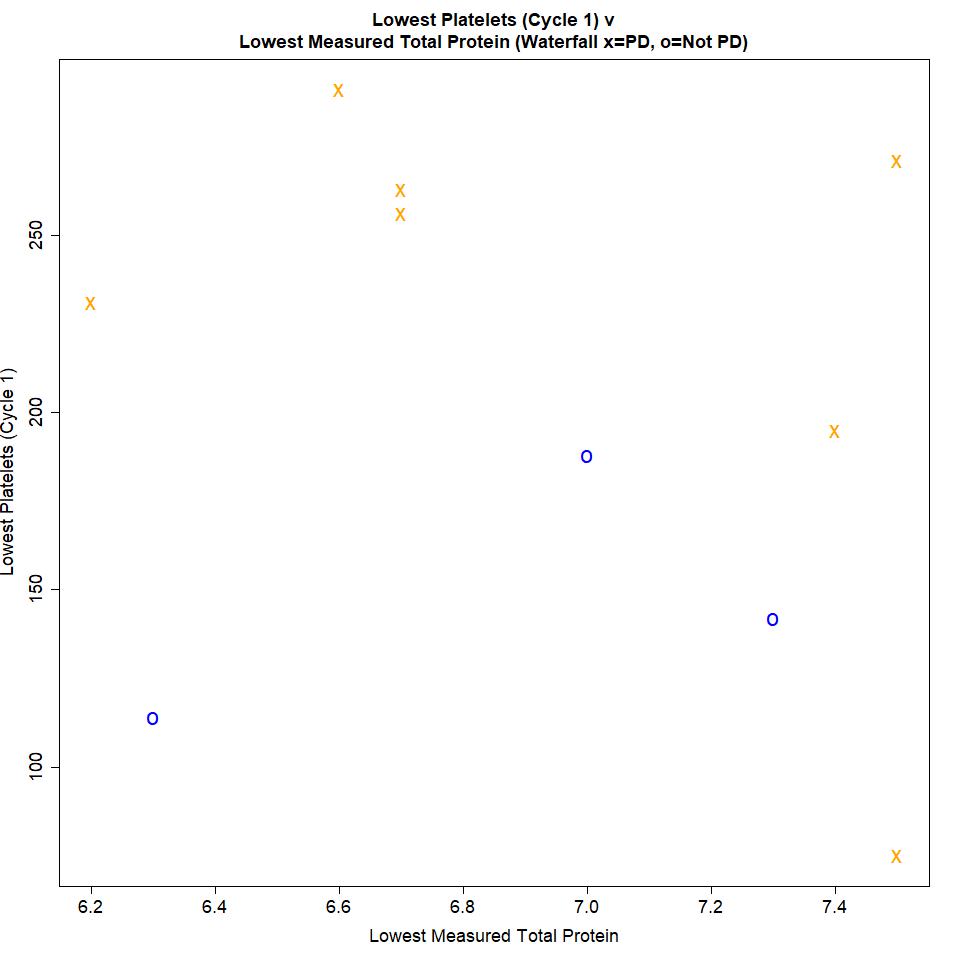 Lowest Platelets (Cycle 1) v
Lowest Measured Total Protein (Waterfall x=PD, o=Not PD)
X
X
X
X
250
X
Lowest Platelets (Cycle 1)
200
X
O
150
O
O
100
X
6.2 6.4 6.6 6.8 7.0 7.2 7.4
Lowest Measured Total Protein